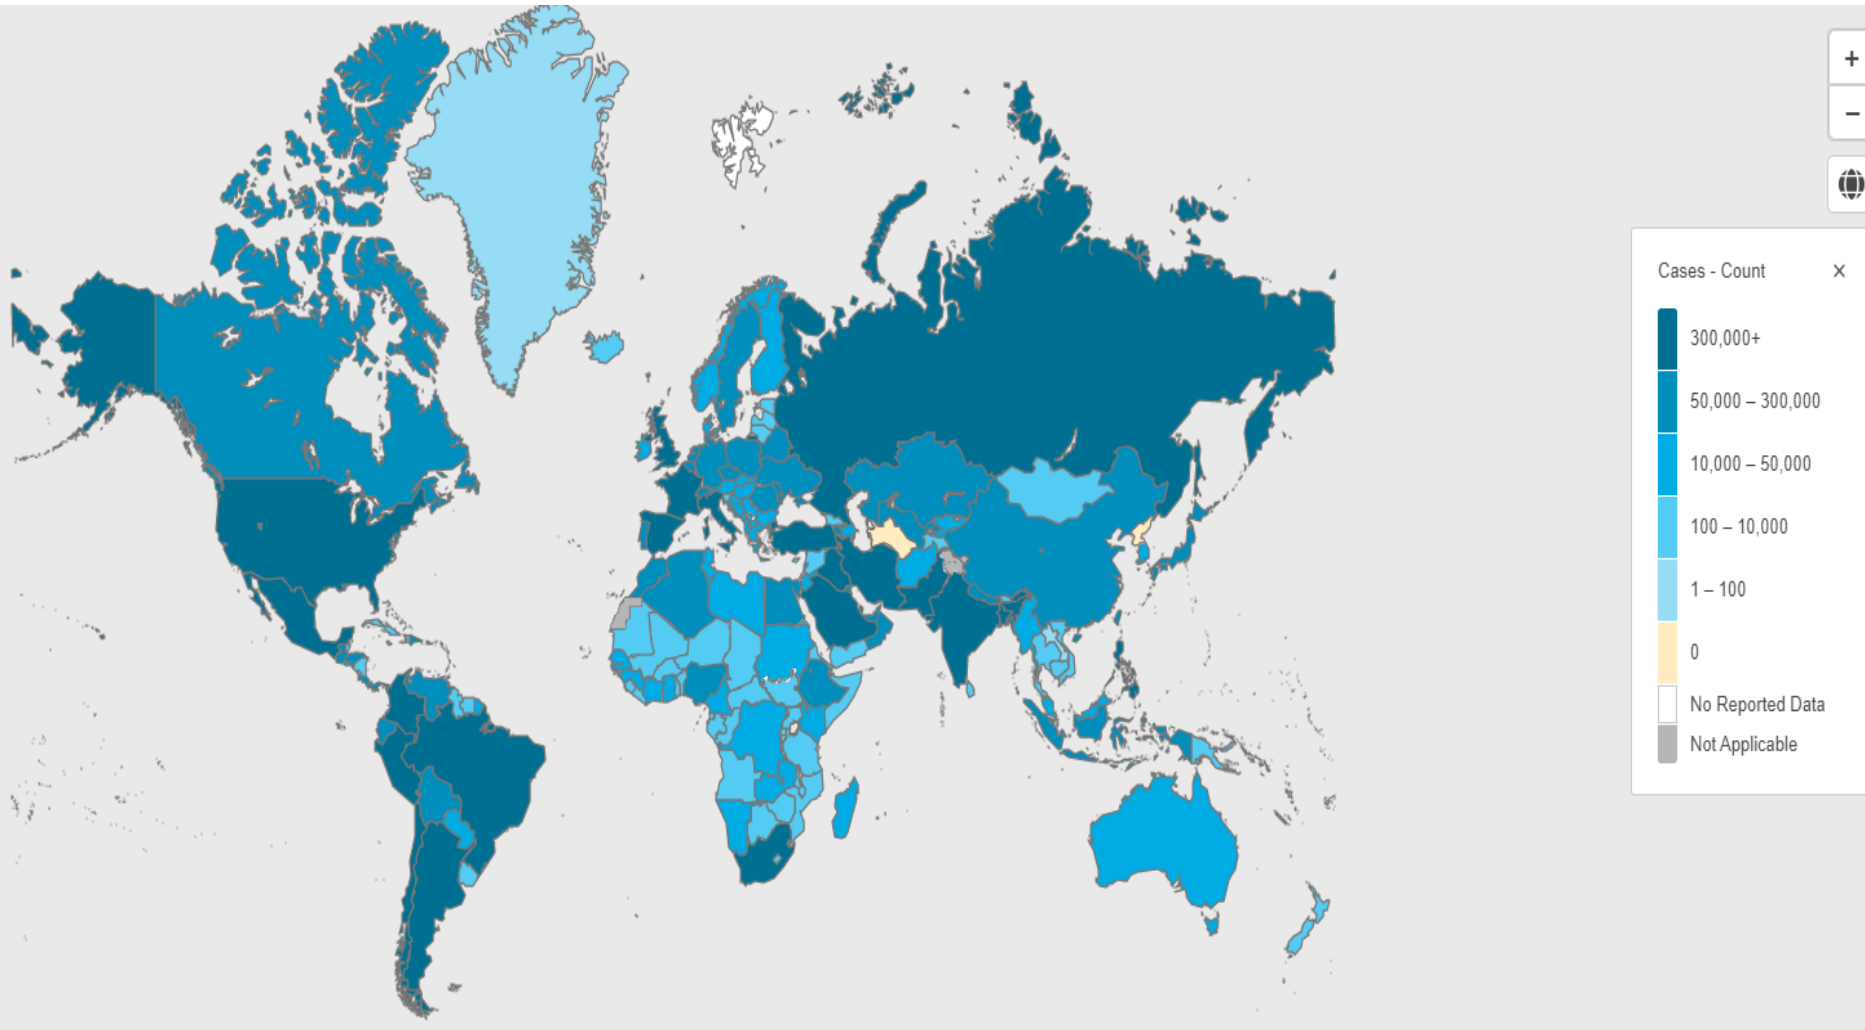 +
−
Cases - Count ×
300,000+
50,000 – 300,000
10,000 – 50,000
100 – 10,000
1 – 100
0
No Reported Data
Not Applicable